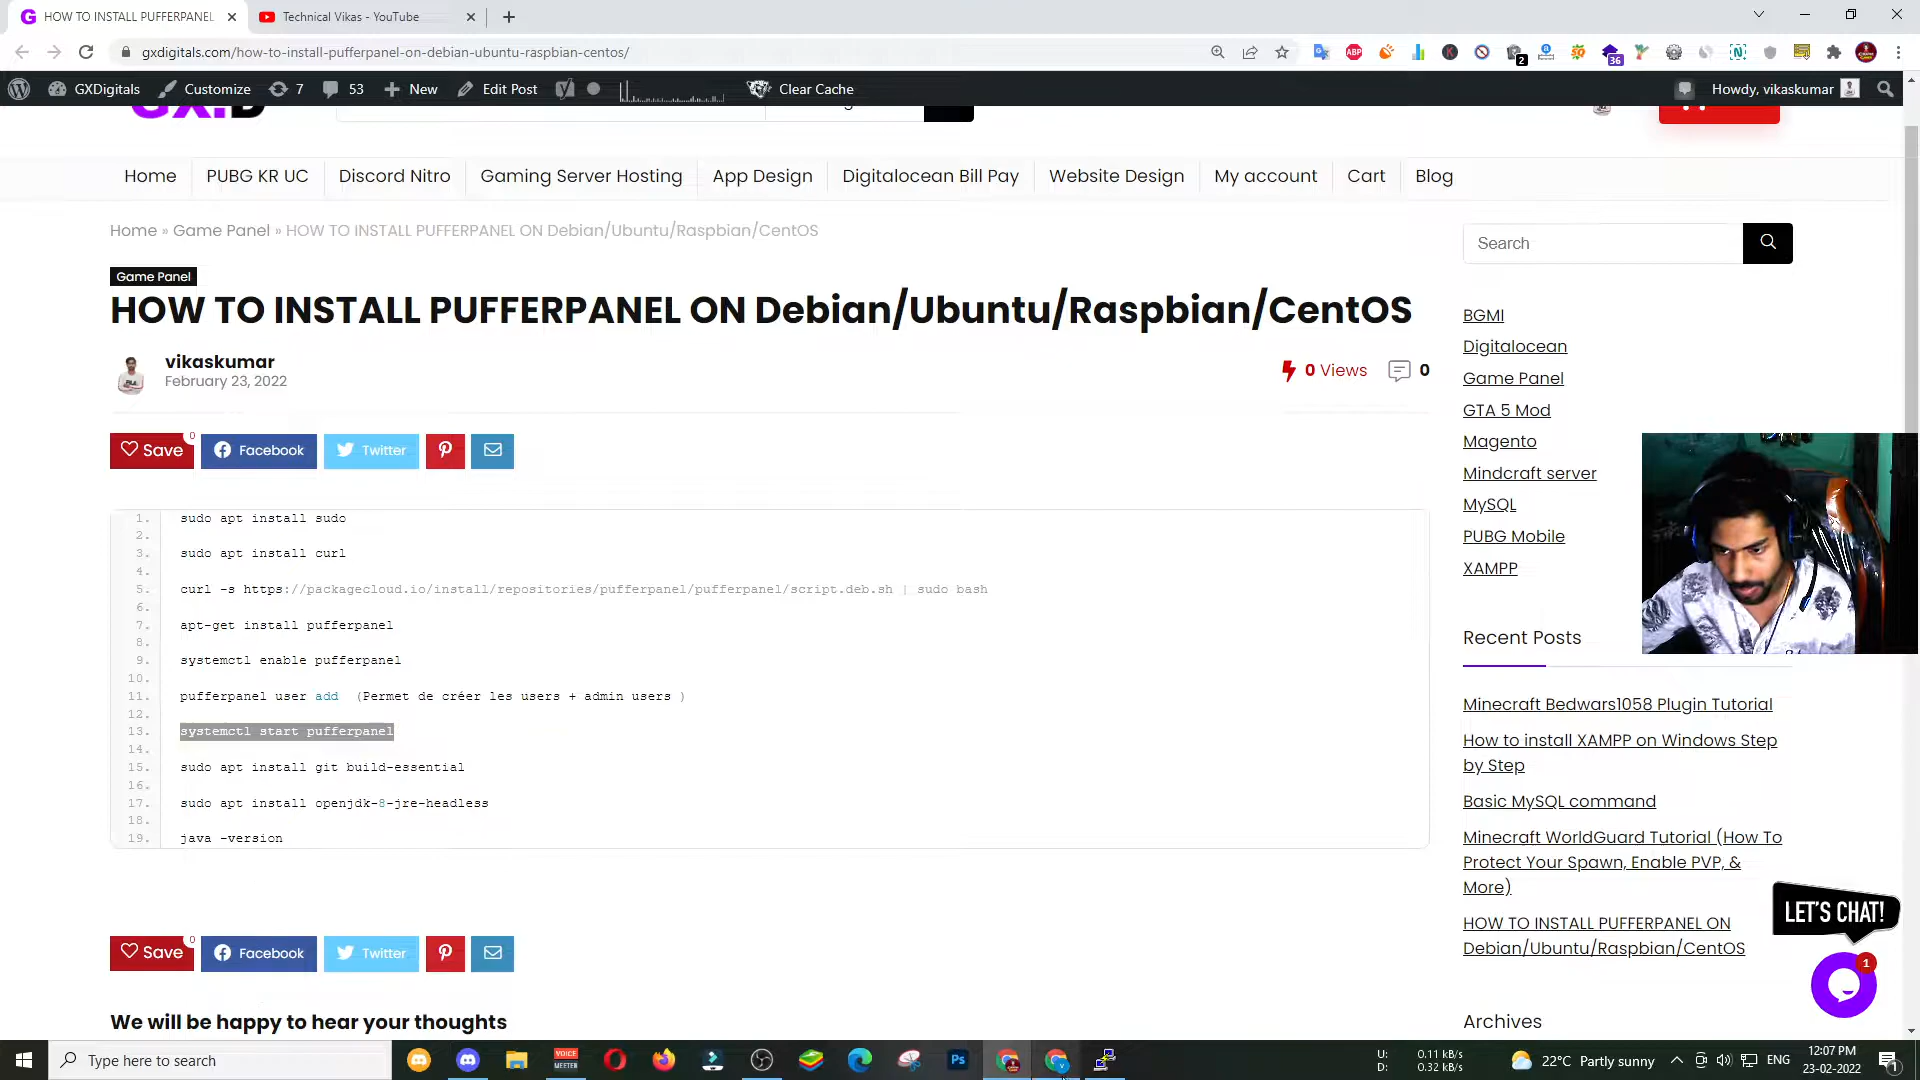 HOW TO INSTALL PUFFERPANEL
Technical Vikas - YouTube
gxdigitals.com/how-to-install-pufferpanel-on-debian-ubuntu-raspbian-centos/
2
36
GXDigitals
Customize
7
53
New
Edit Post
Clear Cache
Howdy, vikaskumar
Home
PUBG KR UC
Discord Nitro
Gaming Server Hosting
App Design
Digitalocean Bill Pay
Website Design
My account
Cart
Blog
Home » Game Panel » HOW TO INSTALL PUFFERPANEL ON Debian/Ubuntu/Raspbian/CentOS
Game Panel
HOW TO INSTALL PUFFERPANEL ON Debian/Ubuntu/Raspbian/CentOS
vikaskumar
February 23, 2022
0 Views
0
Save
0
Facebook
Twitter
1. sudo apt install sudo
2.
3. sudo apt install curl
4.
5. curl -s https://packagecloud.io/install/repositories/pufferpanel/pufferpanel/script.deb.sh | sudo bash
6.
7. apt-get install pufferpanel
8.
9. systemctl enable pufferpanel
10.
11. pufferpanel user add (Permet de créer les users + admin users )
12.
13. systemctl start pufferpanel
14.
15. sudo apt install git build-essential
16.
17. sudo apt install openjdk-8-jre-headless
18.
19. java -version
Save
0
Facebook
Twitter
We will be happy to hear your thoughts
Search
BGMI
Digitalocean
Game Panel
GTA 5 Mod
Magento
Mindcraft server
MySQL
PUBG Mobile
XAMPP
Recent Posts
Minecraft Bedwars1058 Plugin Tutorial
How to install XAMPP on Windows Step
by Step
Basic MySQL command
Minecraft WorldGuard Tutorial (How To
Protect Your Spawn, Enable PVP, &
More)
HOW TO INSTALL PUFFERPANEL ON
Debian/Ubuntu/Raspbian/CentOS
Archives
LET'S CHAT!
1
Type here to search
VOICE
MEETER
Ps
U: 0.11 kB/s
D: 0.32 kB/s
22°C Partly sunny
ENG
12:07 PM
23-02-2022
1